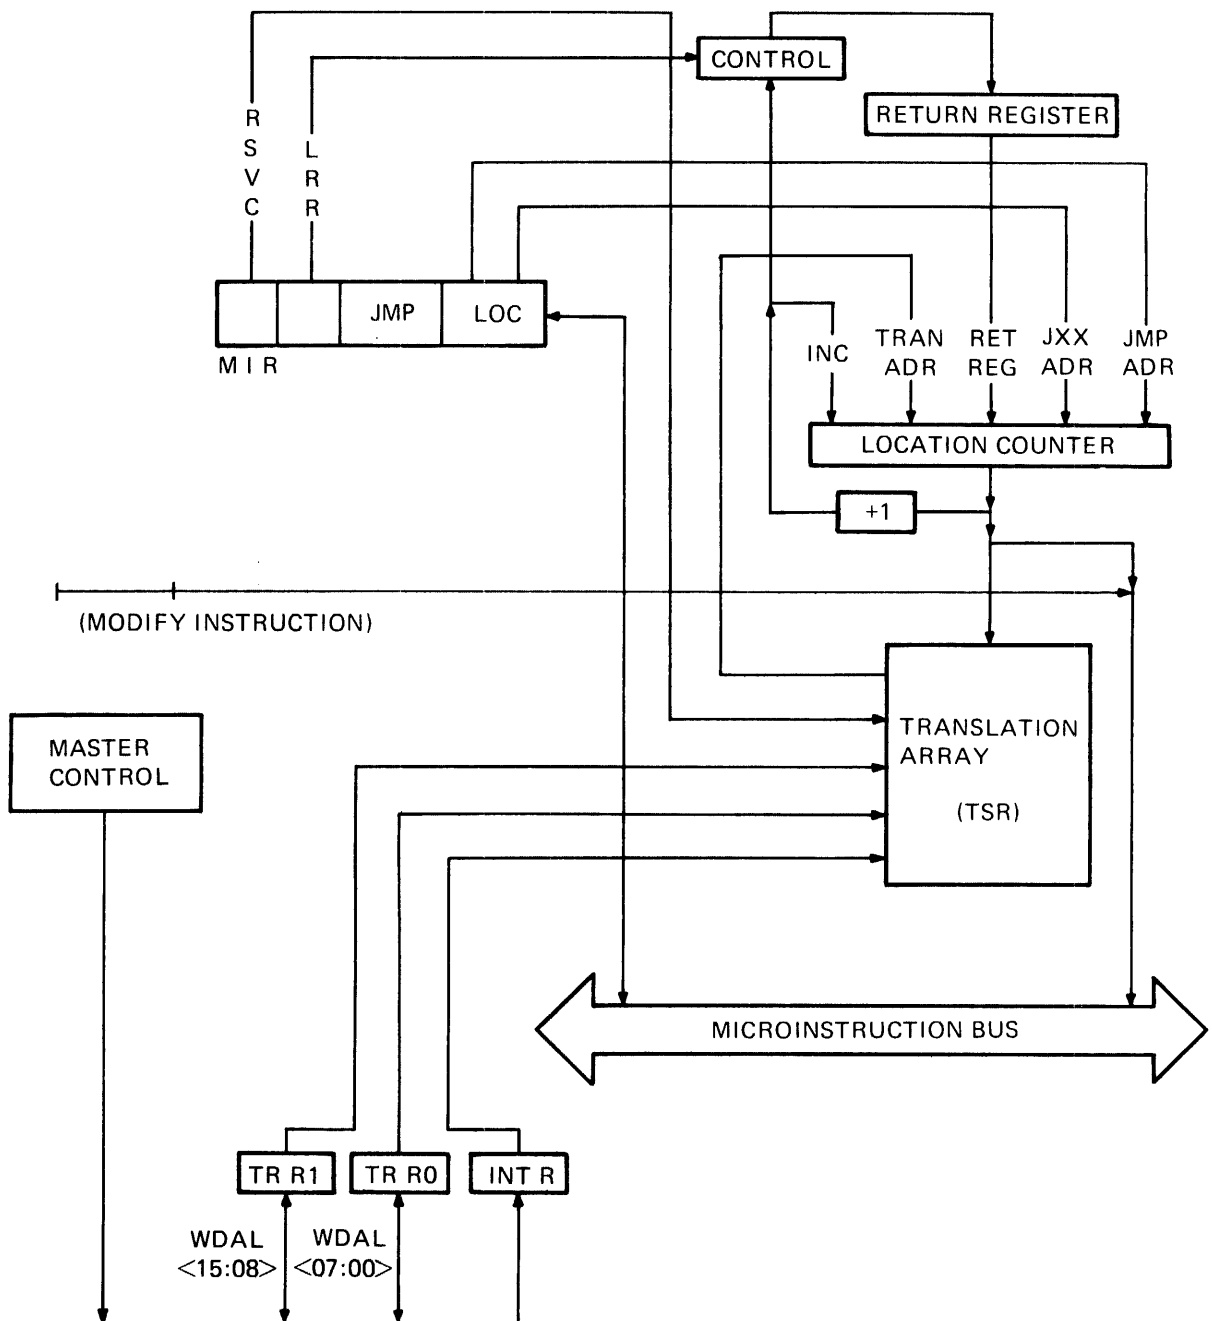 CONTROL
RETURN REGISTER
RSVC
LRR
JMP
LOC
MIR
INC
TRAN
ADR
RET
REG
JXX
ADR
JMP
ADR
LOCATION COUNTER
+1
(MODIFY INSTRUCTION)
MASTER
CONTROL
TRANSLATION
ARRAY
(TSR)
MICROINSTRUCTION BUS
TR R1
TR R0
INT R
WDAL
<15:08>
WDAL
<07:00>